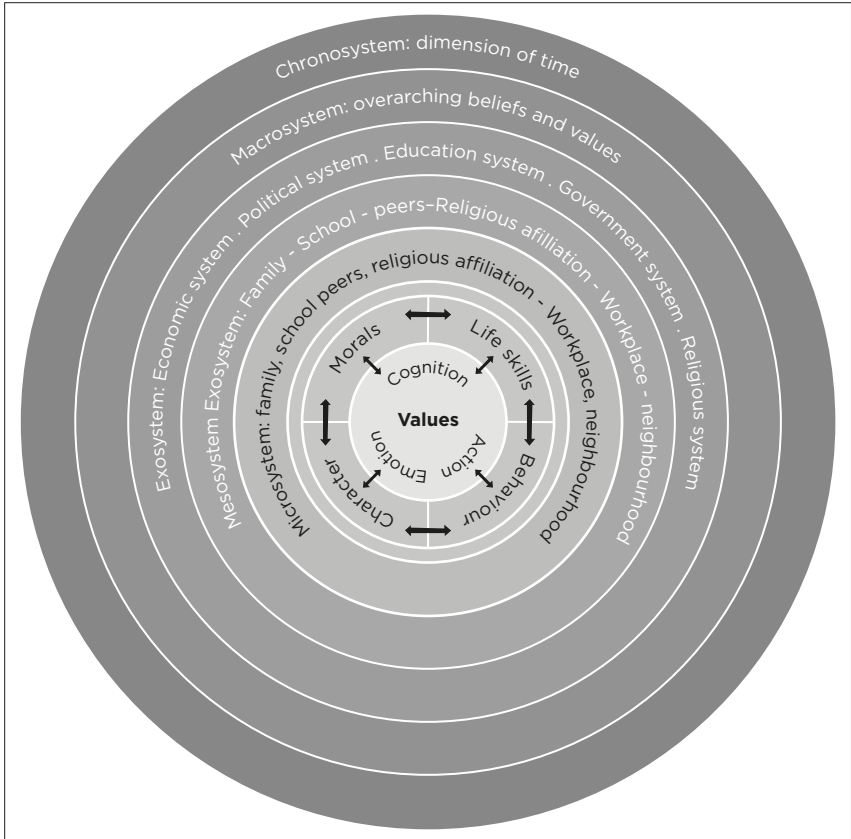 Chronosystem: dimension of time
Macrosystem: overarching beliefs and values
Exosystem: Economic system . Political system . Education system . Government system . Religious system
Mesosystem Exosystem: Family - School - peers–Religious afilliation - Workplace - neighbourhood
Microsystem: family, school peers, religious affiliation - Workplace, neighbourhood
Morals
Life skills
Cognition
Values
Emotion
Action
Character
Behaviour